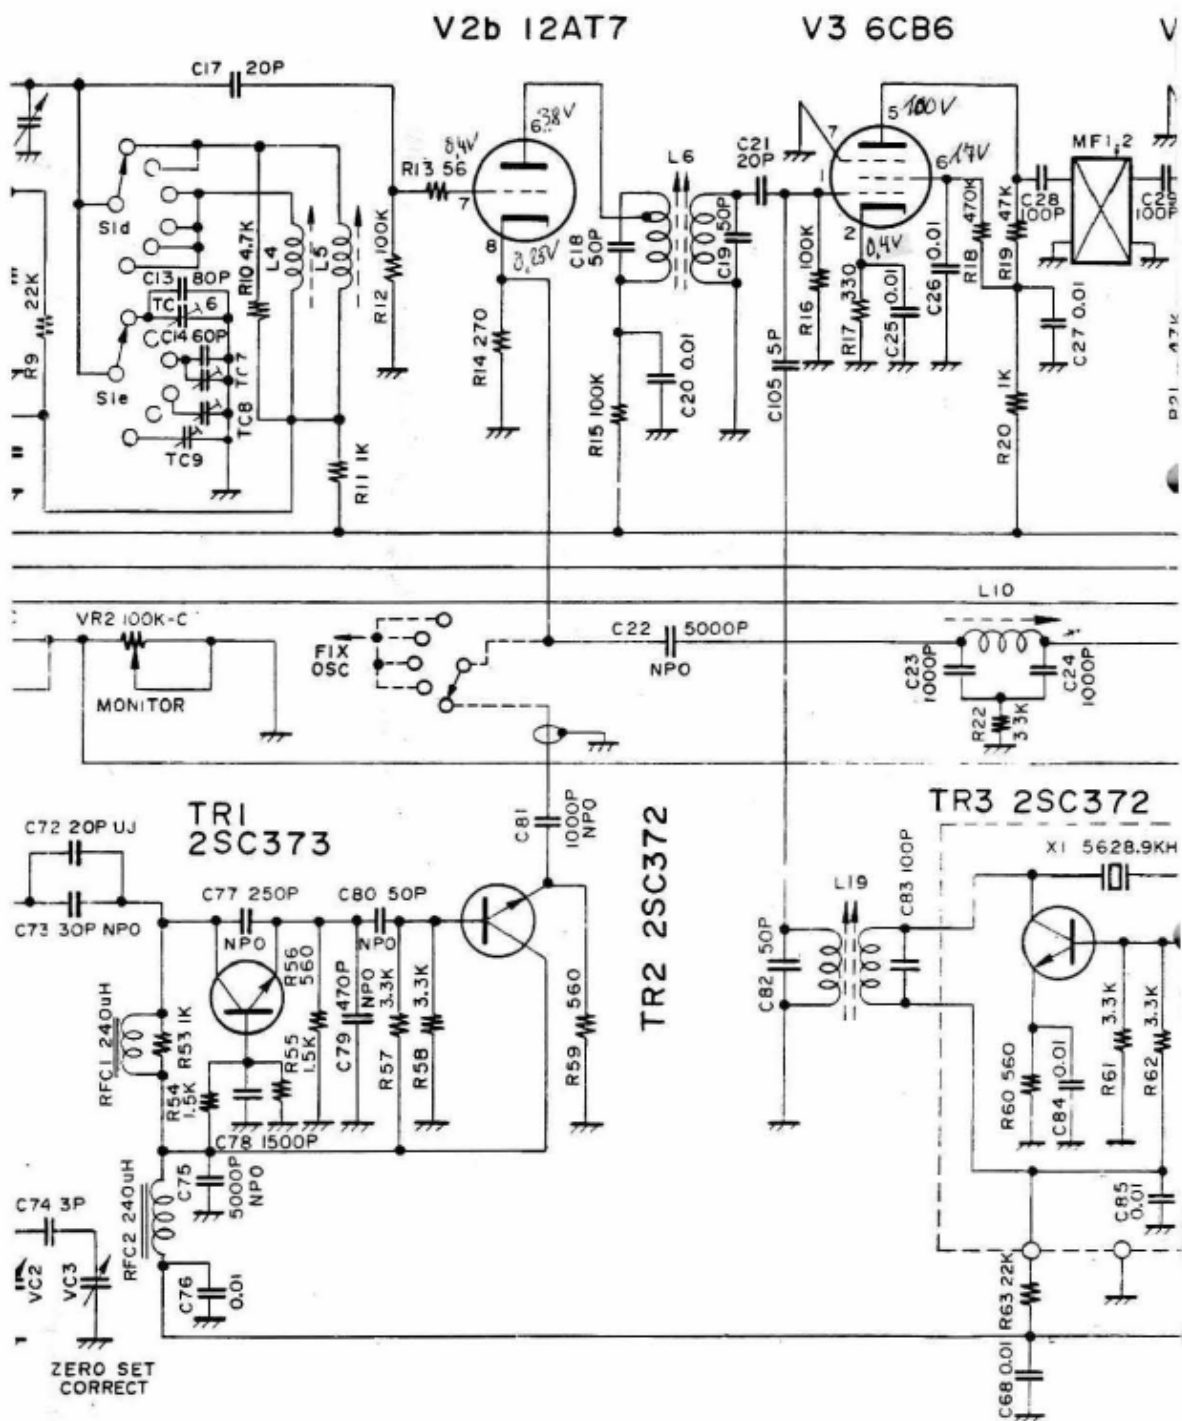 V2b 12AT7
V3 6CB6
V
C17
20P
6
38V
5
100V
0,4V
R13 56
7
8
0,25V
L6
C21
20P
7
1
6
17V
2
0,4V
MF1,2
C28
100P
C2
100P
S1d
R10 4.7K
L4
L5
R12
100K
C18
50P
C19 50P
R16
100K
R17
330
C25 0.01
C26 0.01
R18
470K
R19
47K
C27 0.01
R9
22K
C13
80P
TC
6
C14 60P
TC7
TC8
TC9
S1e
R14 270
R15 100K
C20 0.01
C105
5P
R20
1K
R21
47K
R11 1K
L10
VR2 100K-C
MONITOR
FIX
OSC
C22
5000P
NPO
C23
1000P
C24
1000P
R22
3.3K
TR1
2SC373
C81
1000P
NPO
TR2 2SC372
TR3 2SC372
C72 20P UJ
C73 30P NPO
C77 250P
NPO
C80 50P
NPO
X1 5628.9KH
L19
C83 100P
C82
50P
R56
560
R55
1.5K
C79
470P
NPO
R57
3.3K
R58
3.3K
R59
560
RFC1 240uH
R53 1K
R54
1.5K
C78 1500P
R60 560
C84
0.01
R61
3.3K
R62
3.3K
C75
5000P
NPO
RFC2 240uH
C74 3P
VC2
VC3
C76
0.01
C85
0.01
R63 22K
C68 0.01
ZERO SET
CORRECT